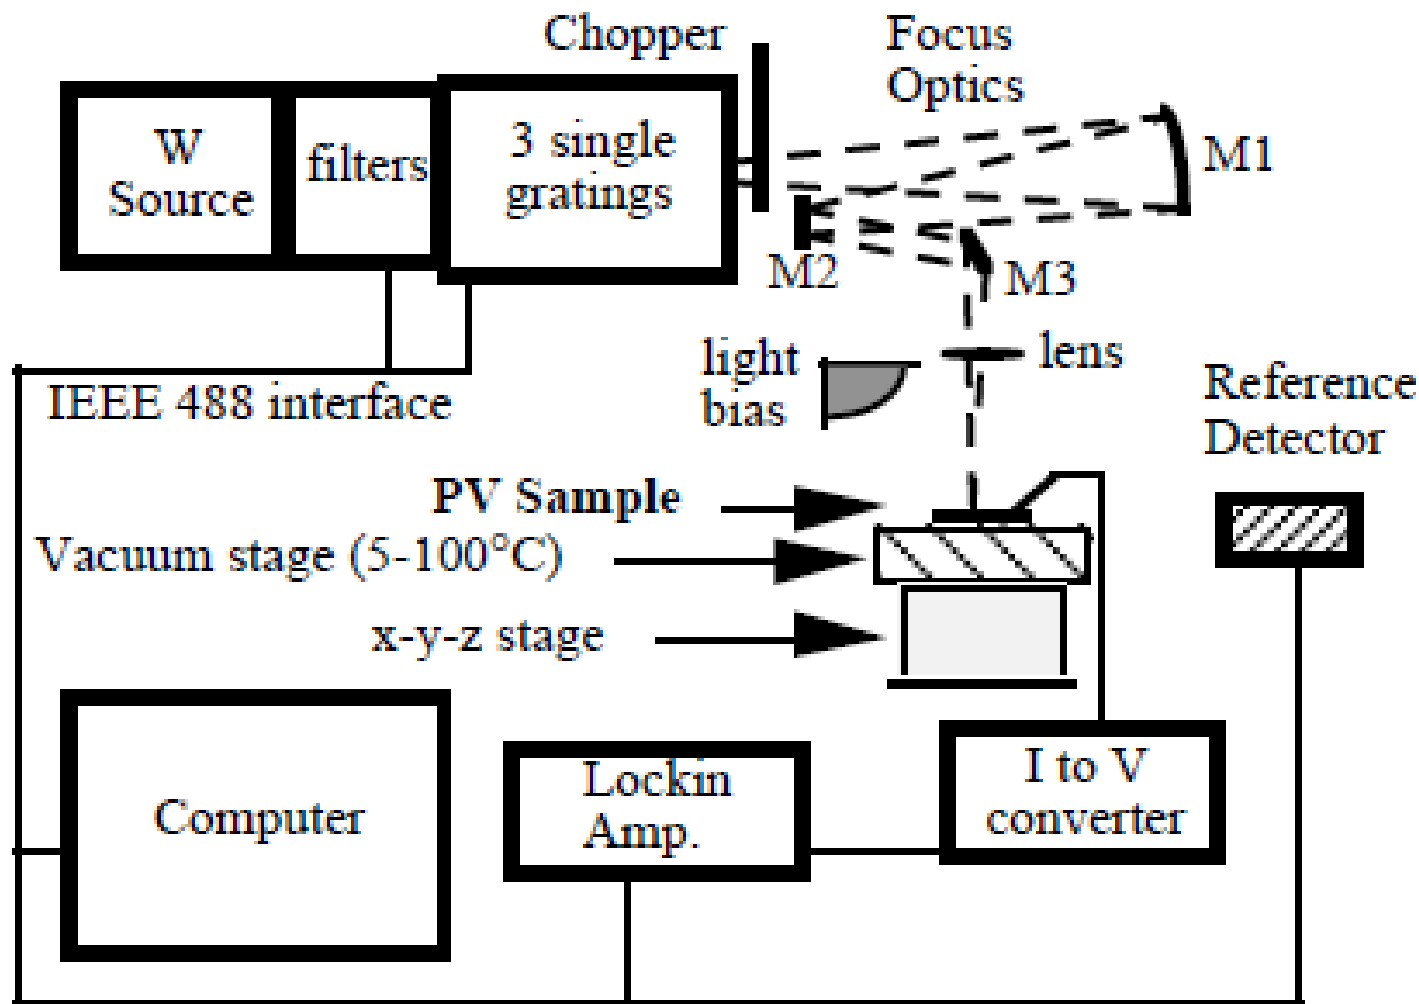 Chopper
Focus
Optics
W
Source
filters
3 single
gratings
M1
M2
M3
light
bias
lens
IEEE 488 interface
Reference
Detector
PV Sample
Vacuum stage (5-100°C)
x-y-z stage
Computer
Lockin
Amp.
I to V
converter